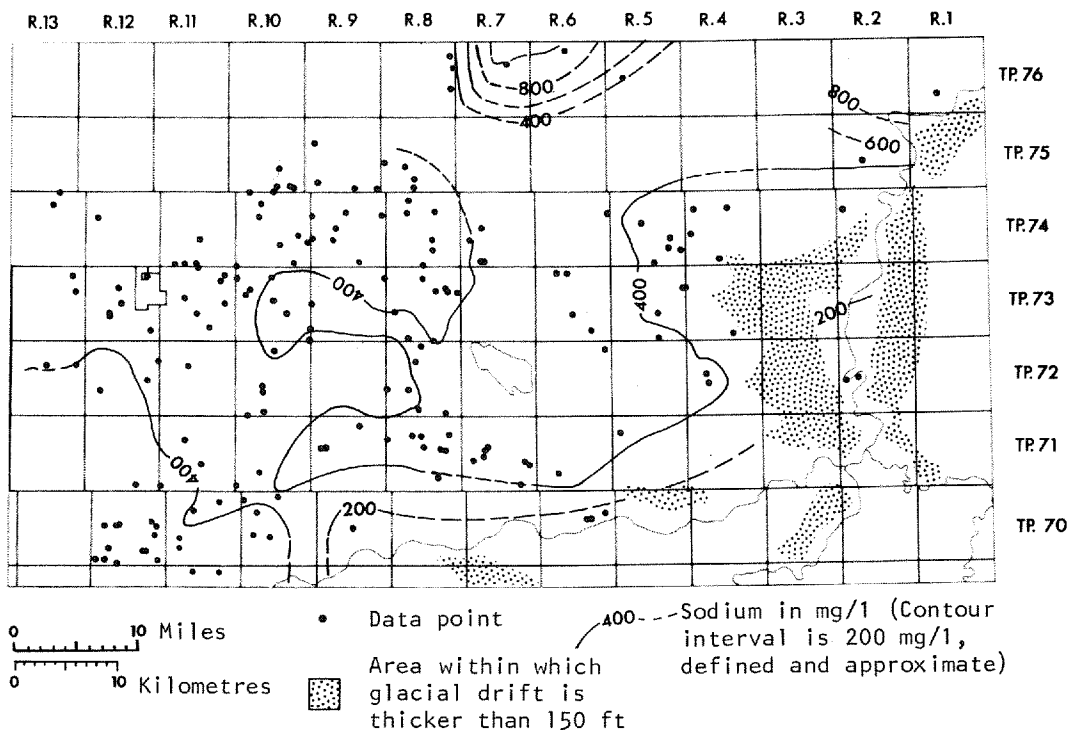 R.13 R.12 R.11 R.10 R.9 R.8 R.7 R.6 R.5 R.4 R.3 R.2 R.1
TP. 76
800
400
800
600
TP. 75
TP. 74
400
400
200
TP. 73
TP. 72
TP. 71
200
TP. 70
0 10 Miles
0 10 Kilometres
Data point
Area within which
glacial drift is
thicker than 150 ft
400 Sodium in mg/l (Contour
interval is 200 mg/l,
defined and approximate)